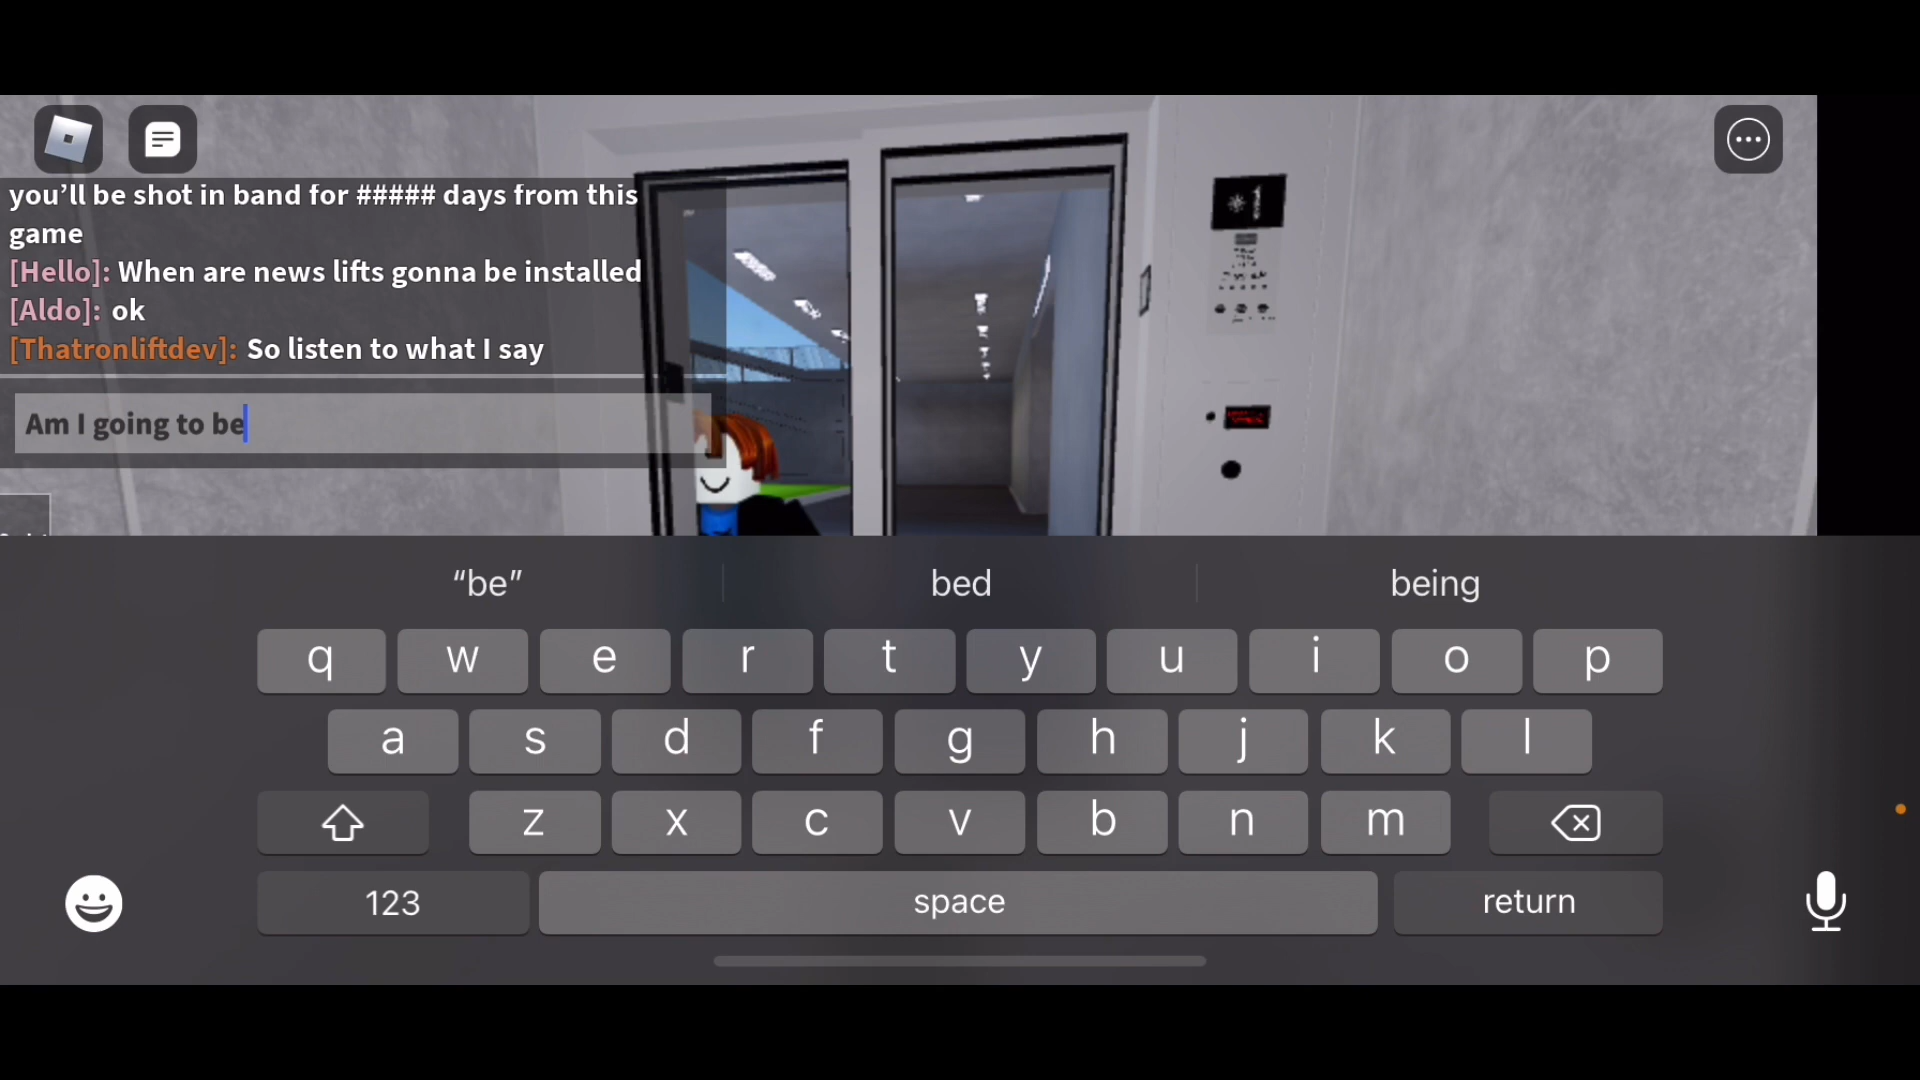 you’ll be shot in band for ##### days from this
game
[Hello]: When are news lifts gonna be installed
[Aldo]: ok
[Thatronliftdev]: So listen to what I say
Am I going to be
“be” bed being
q w e r t y u i o p
a s d f g h j k l
z x c v b n m
123 space return